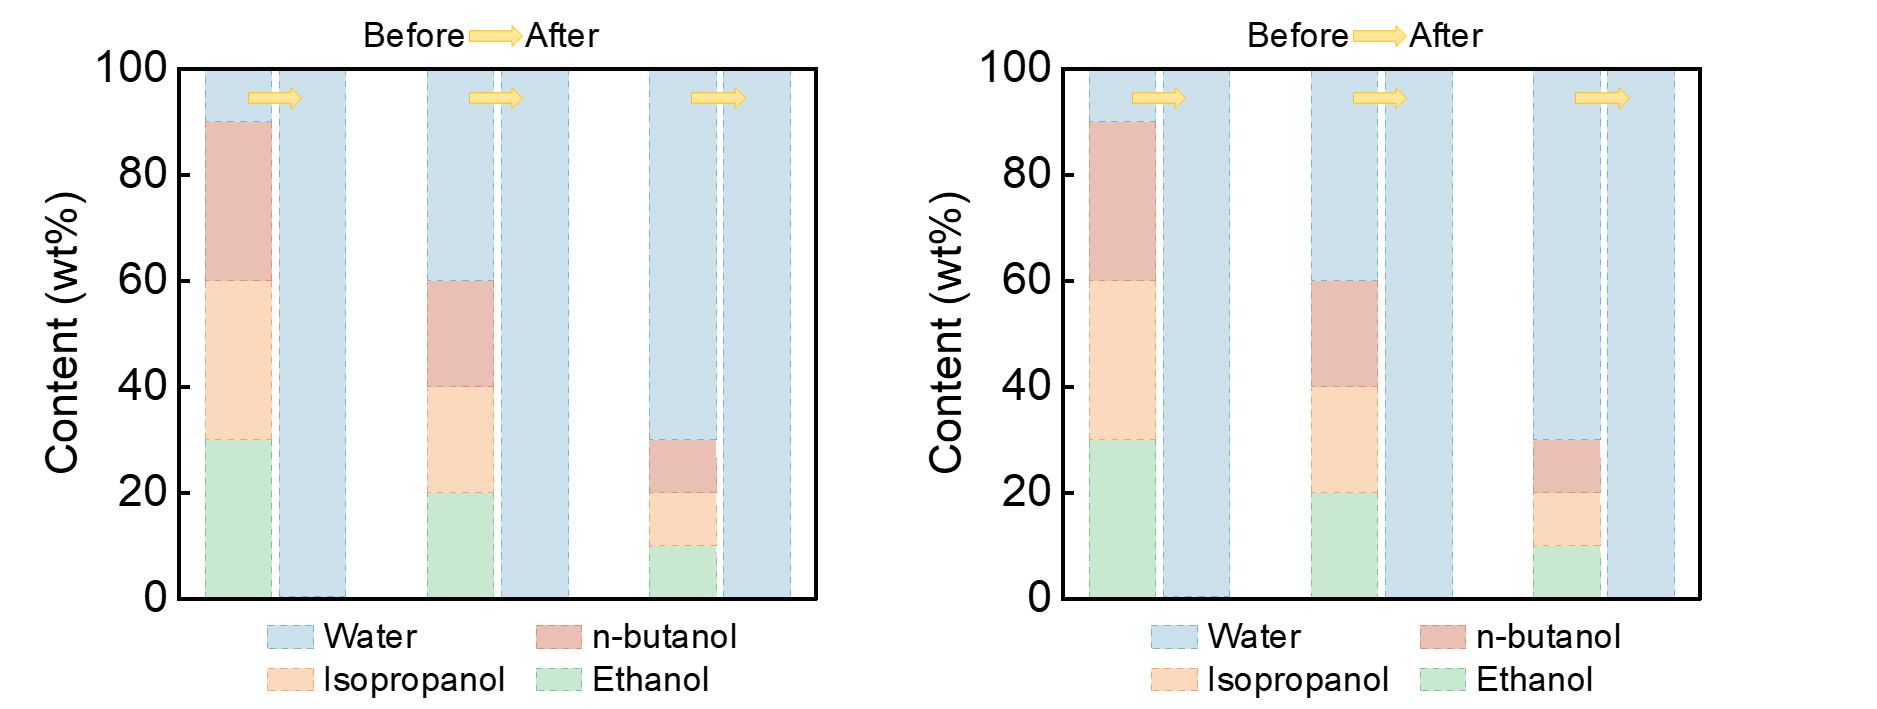 Before After
100
80
60
40
20
0
Content (wt%)
Water n-butanol
Isopropanol Ethanol
Before After
100
80
60
40
20
0
Content (wt%)
Water n-butanol
Isopropanol Ethanol